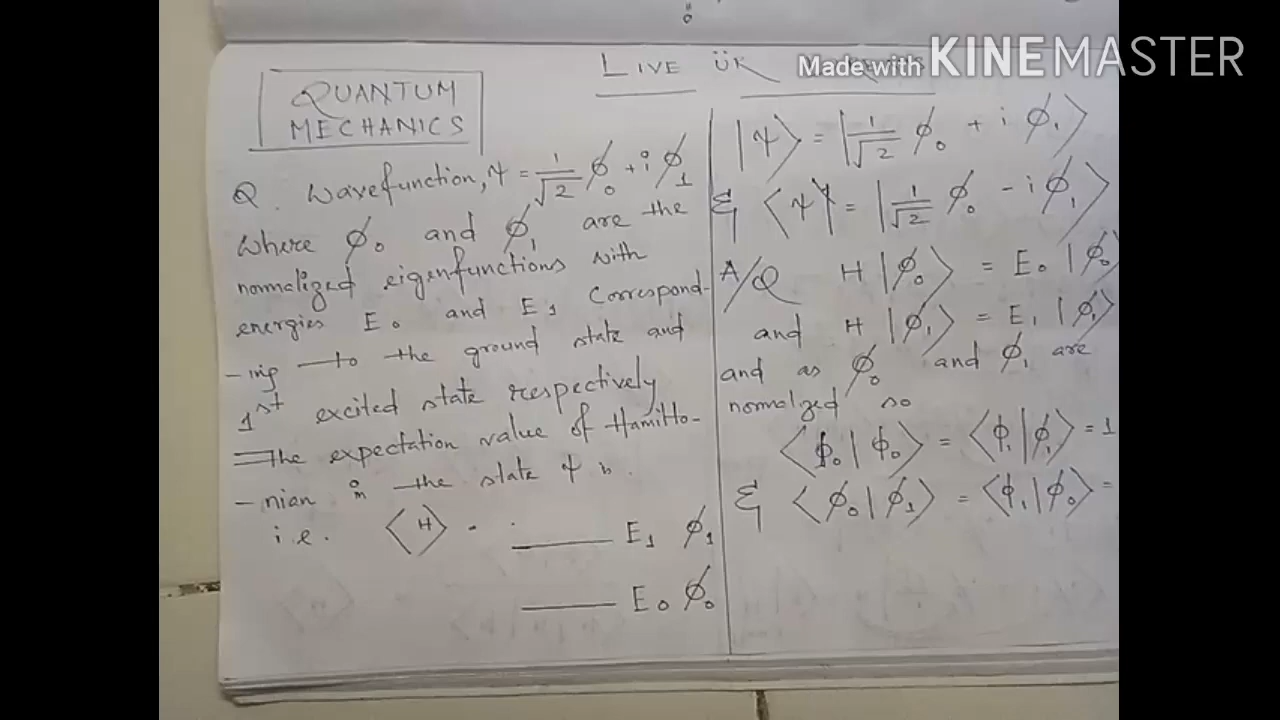 LIVE ÜR
Made with KINEMASTER
QUANTUM
MECHANICS
Q. Wavefunction, Ψ = 1/√2 φ₀ + i φ₁
where φ₀ and φ₁ are the
normalized eigenfunctions with
energies E₀ and E₁ correspond-
-ing to the ground state and
1st excited state respectively
The expectation value of Hamilto-
-nian in the state Ψ is.
i.e. ⟨H⟩ - ______ E₁ φ₁
______ E₀ φ₀
|Ψ⟩ = |1/√2 φ₀ + i φ₁⟩
& ⟨Ψ| = |1/√2 φ₀ - i φ₁⟩
A/Q H |φ₀⟩ = E₀ |φ₀⟩
and H |φ₁⟩ = E₁ |φ₁⟩
and as φ₀ and φ₁ are
normalized so
⟨φ₀|φ₀⟩ = ⟨φ₁|φ₁⟩ = 1
& ⟨φ₀|φ₁⟩ = ⟨φ₁|φ₀⟩ =